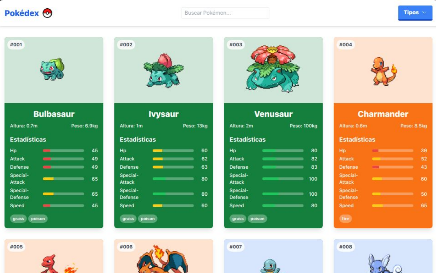 Pokédex
Buscar Pokémon...
Tipos
#001
#002
#003
#004
Bulbasaur
Altura: 0.7m Peso: 6.9kg
Estadísticas
Hp 45
Attack 49
Defense 49
Special-Attack 65
Special-Defense 65
Speed 45
grass poison
Ivysaur
Altura: 1m Peso: 13kg
Estadísticas
Hp 60
Attack 62
Defense 63
Special-Attack 80
Special-Defense 80
Speed 60
grass poison
Venusaur
Altura: 2m Peso: 100kg
Estadísticas
Hp 80
Attack 82
Defense 83
Special-Attack 100
Special-Defense 100
Speed 80
grass poison
Charmander
Altura: 0.6m Peso: 8.5kg
Estadísticas
Hp 39
Attack 52
Defense 43
Special-Attack 60
Special-Defense 50
Speed 65
fire
#005
#006
#007
#008